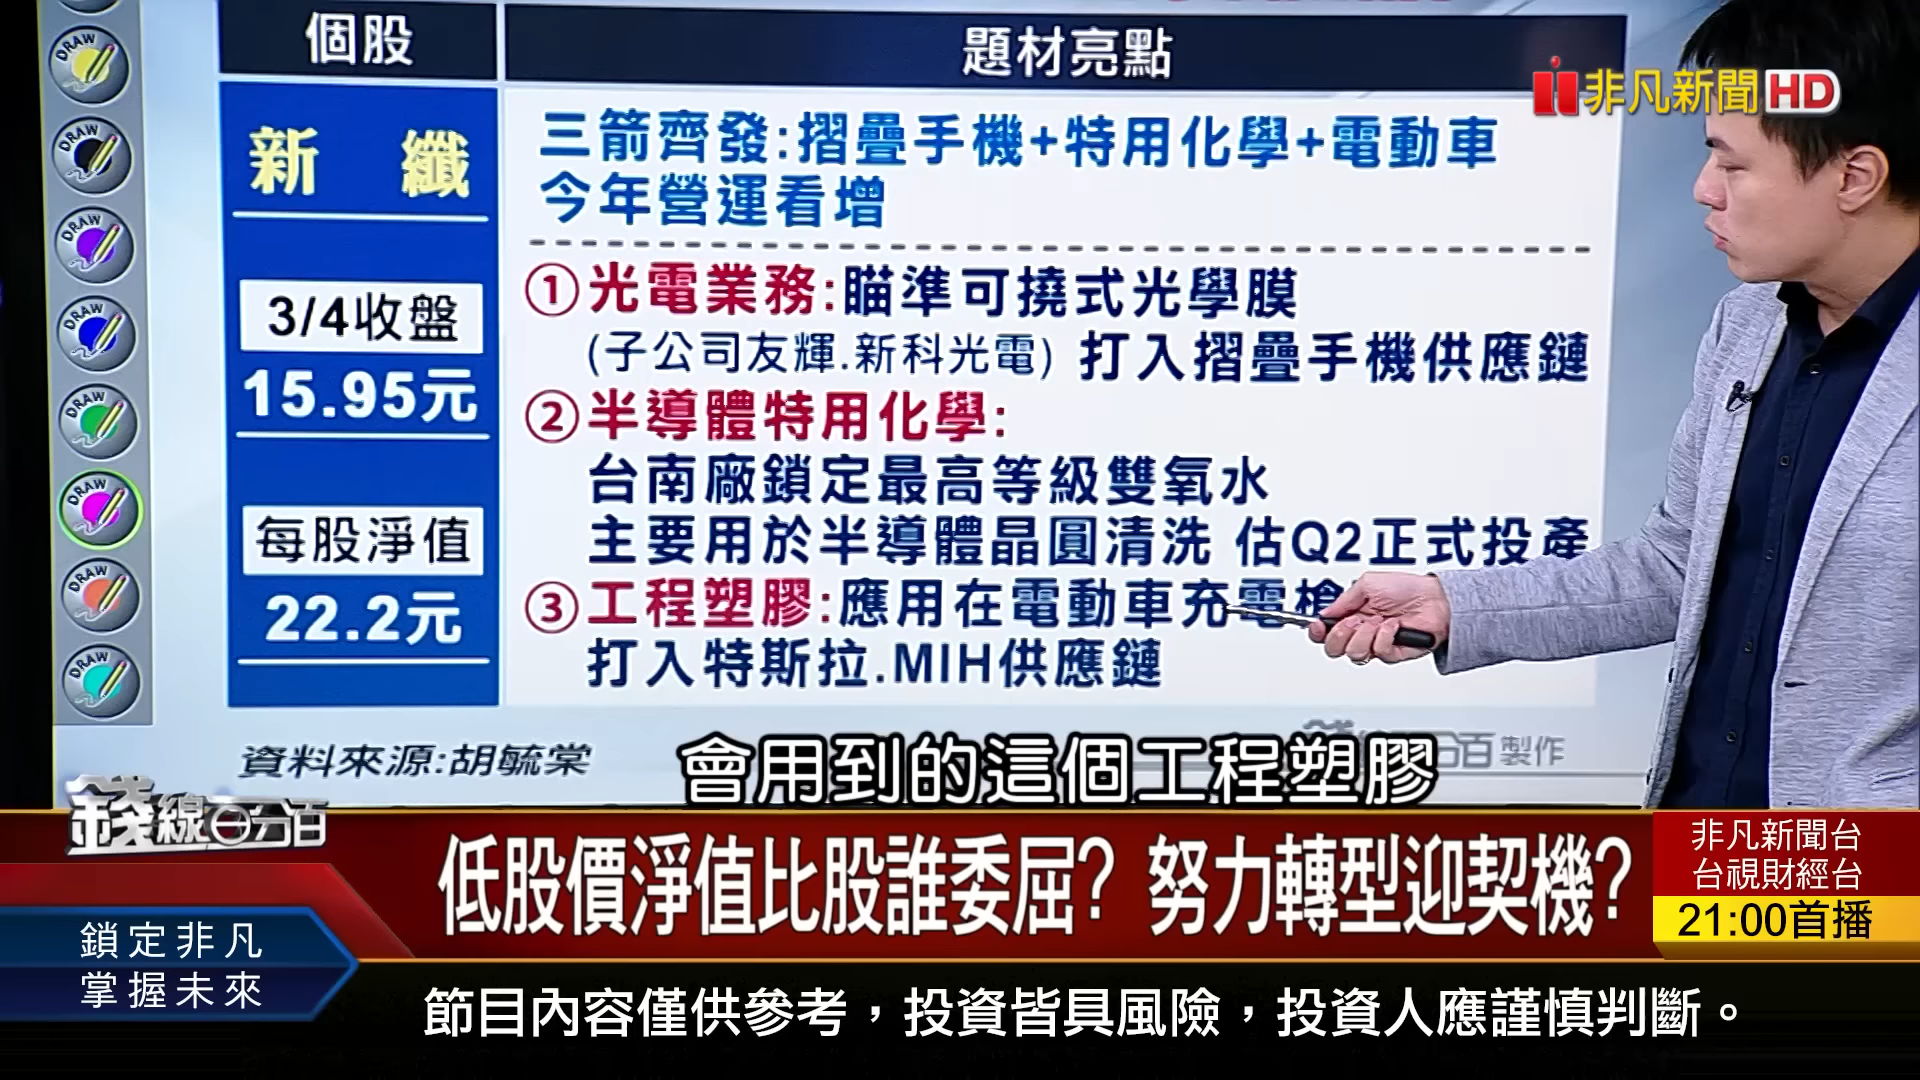 個股
題材亮點
非凡新聞HD
新 纖
3/4收盤
15.95元
每股淨值
22.2元
三箭齊發:摺疊手機+特用化學+電動車
今年營運看增
①光電業務:瞄準可撓式光學膜
(子公司友輝.新科光電) 打入摺疊手機供應鏈
②半導體特用化學:
台南廠鎖定最高等級雙氧水
主要用於半導體晶圓清洗 估Q2正式投產
③工程塑膠:應用在電動車充電槍
打入特斯拉.MIH供應鏈
DRAW
DRAW
DRAW
DRAW
DRAW
DRAW
DRAW
DRAW
資料來源:胡毓棠
分百製作
會用到的這個工程塑膠
錢線百分百
低股價淨值比股誰委屈? 努力轉型迎契機?
非凡新聞台
台視財經台
21:00首播
鎖定非凡
掌握未來
節目內容僅供參考，投資皆具風險，投資人應謹慎判斷。